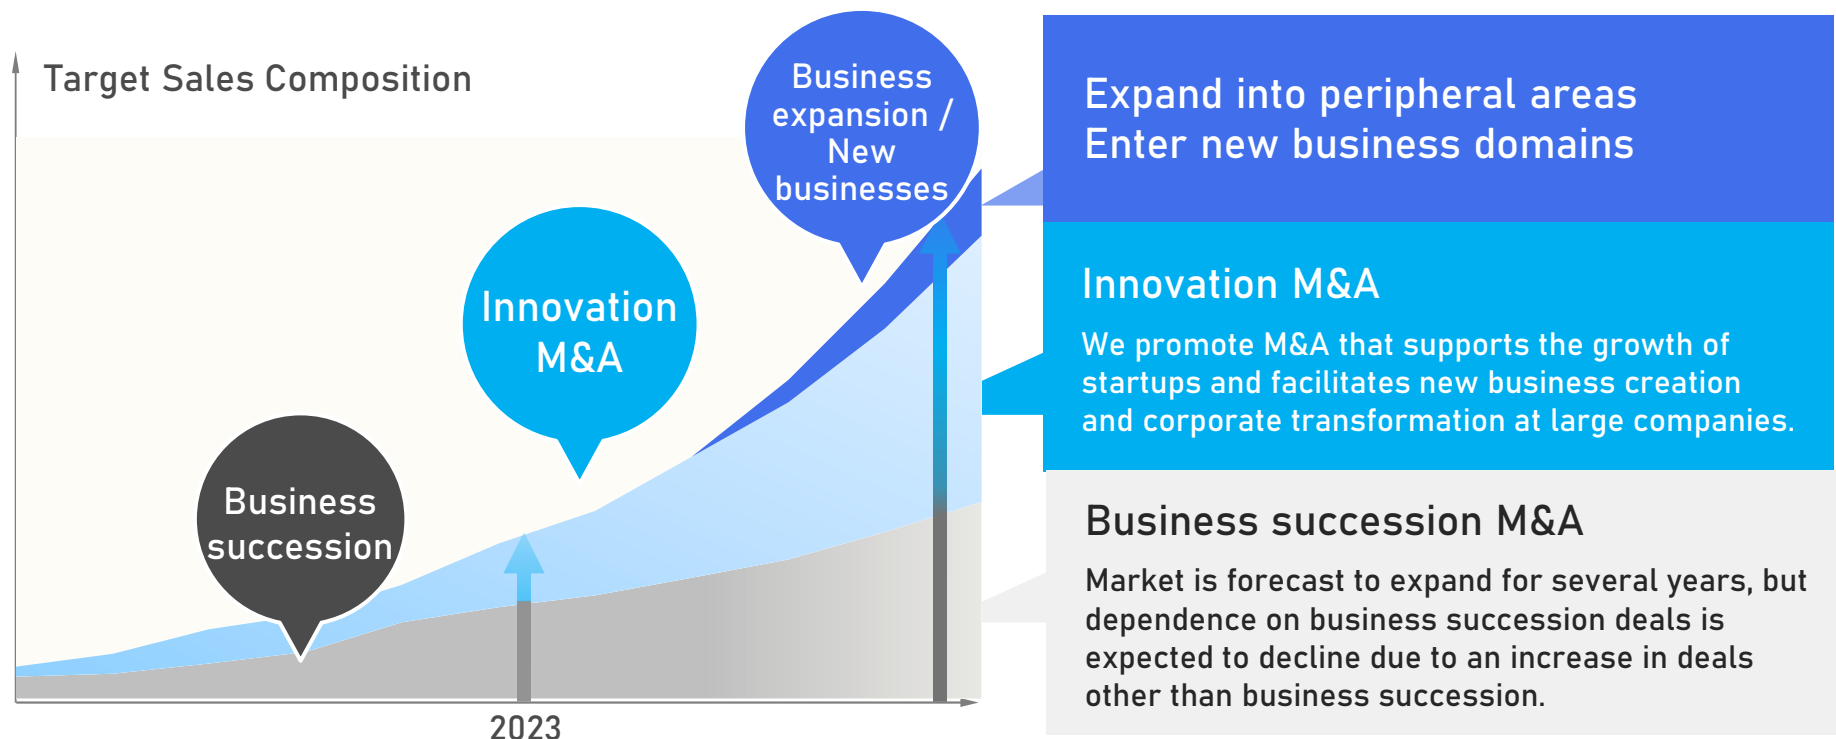 Target Sales Composition
Business
expansion /
New
businesses
Innovation
M&A
Business
succession
2023
Expand into peripheral areas
Enter new business domains
Innovation M&A
We promote M&A that supports the growth of
startups and facilitates new business creation
and corporate transformation at large companies.
Business succession M&A
Market is forecast to expand for several years, but
dependence on business succession deals is
expected to decline due to an increase in deals
other than business succession.